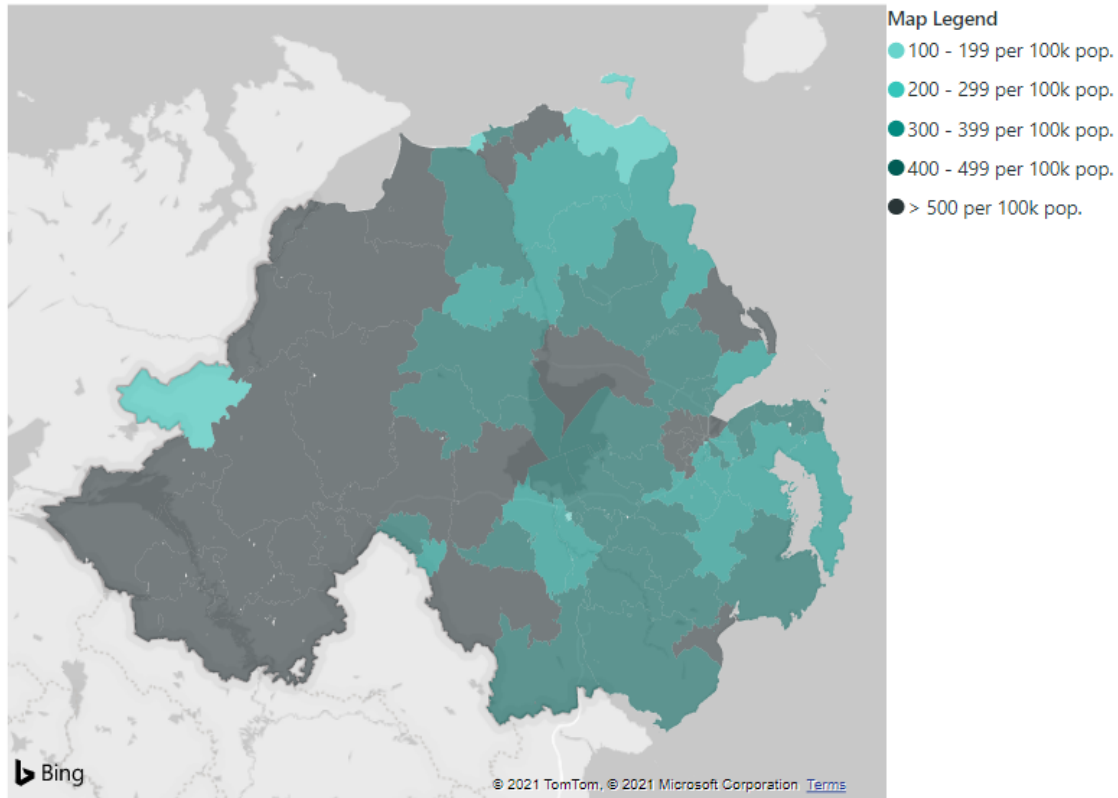 Map Legend
100 - 199 per 100k pop.
200 - 299 per 100k pop.
300 - 399 per 100k pop.
400 - 499 per 100k pop.
> 500 per 100k pop.
Bing
© 2021 TomTom, © 2021 Microsoft Corporation Terms